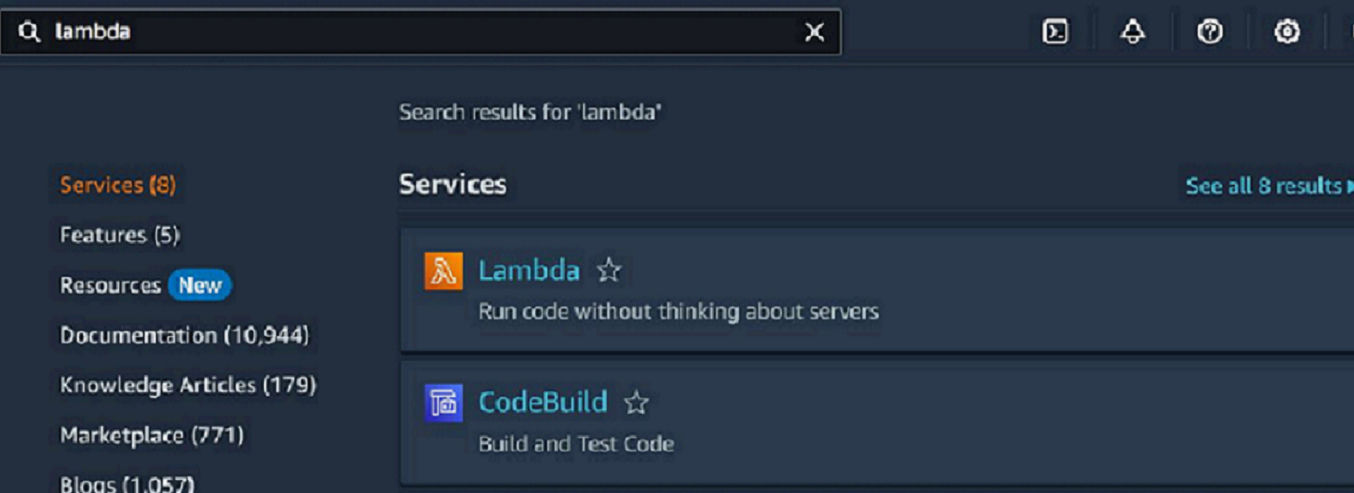 lambda
Search results for 'lambda'
Services (8)
Features (5)
Resources New
Documentation (10,944)
Knowledge Articles (179)
Marketplace (771)
Blogs (1,057)
Services
See all 8 results
Lambda
Run code without thinking about servers
CodeBuild
Build and Test Code